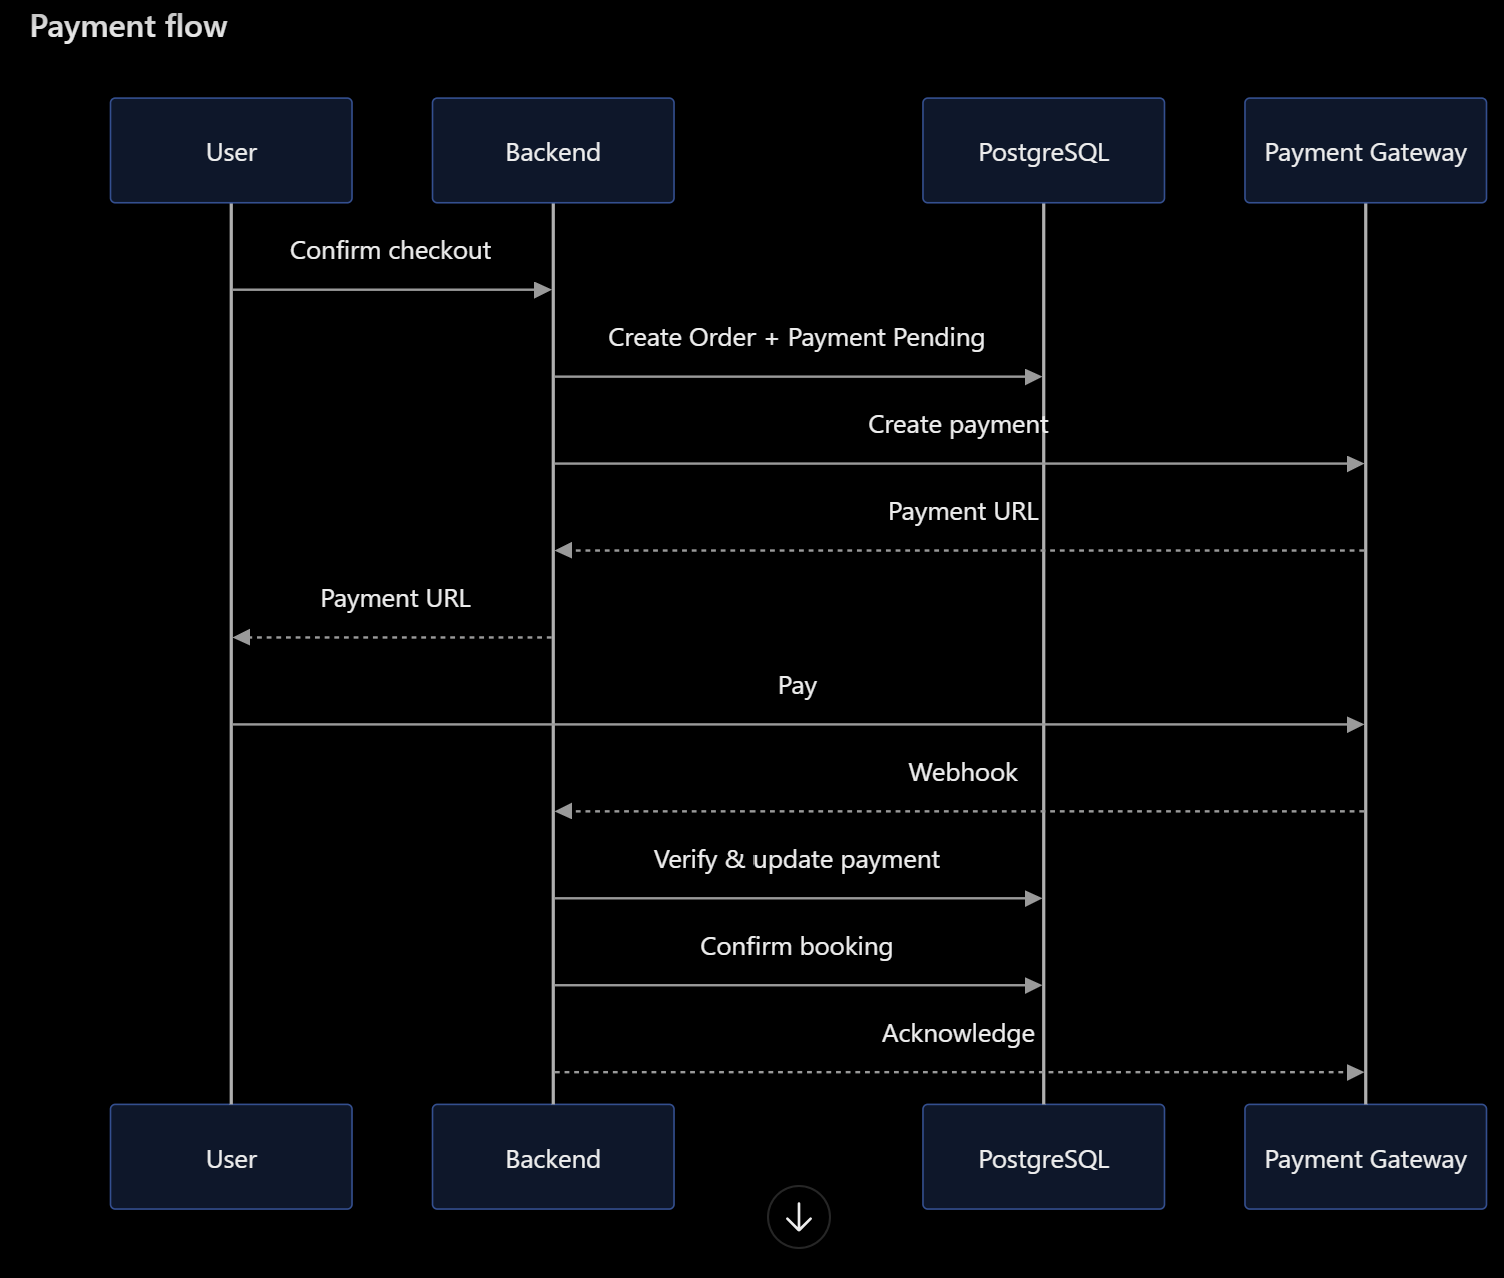 Payment flow
User
Backend
PostgreSQL
Payment Gateway
Confirm checkout
Create Order + Payment Pending
Create payment
Payment URL
Payment URL
Pay
Webhook
Verify & update payment
Confirm booking
Acknowledge
User
Backend
PostgreSQL
Payment Gateway